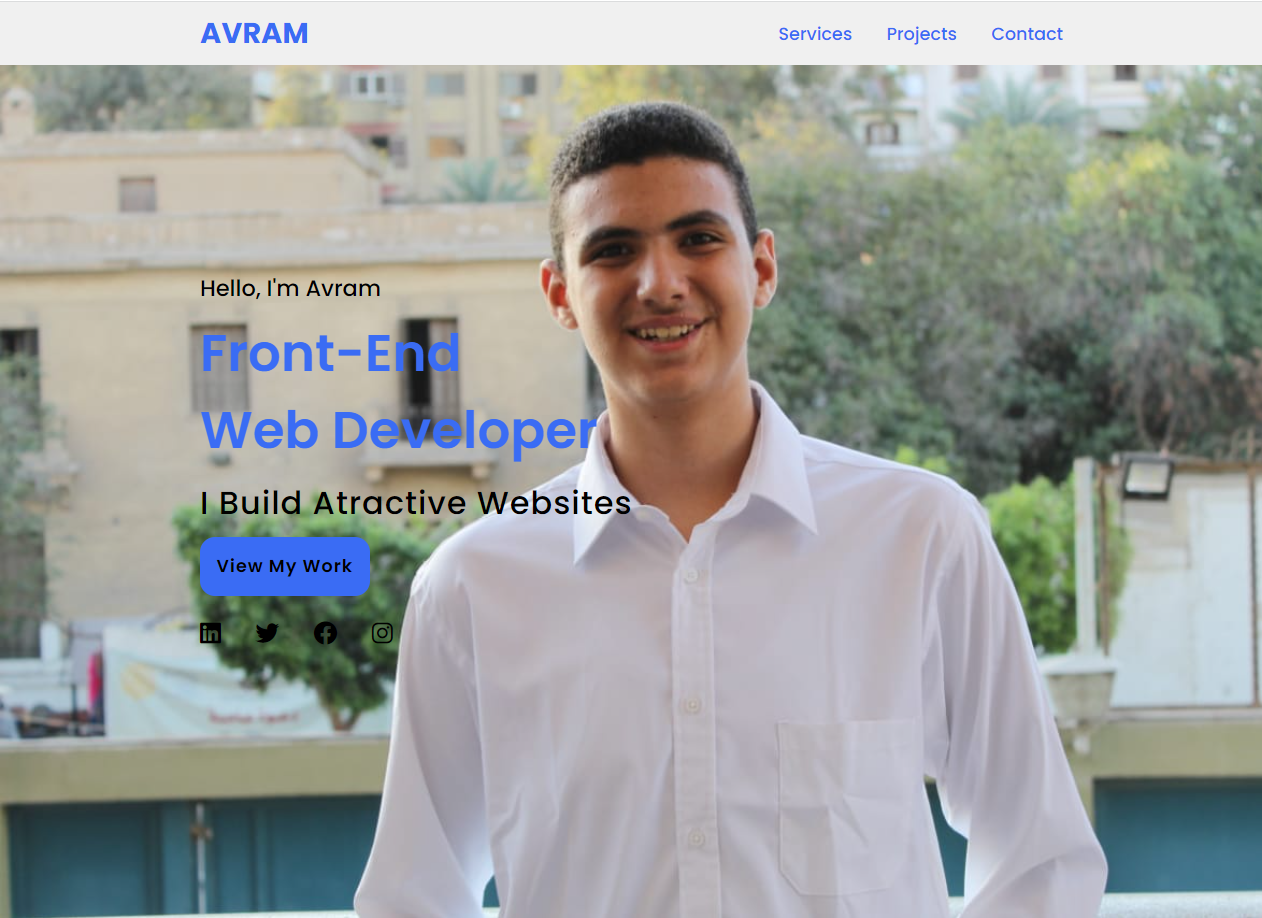 AVRAM
Services Projects Contact
Hello, I'm Avram
Front-End
Web Developer
I Build Atractive Websites
View My Work